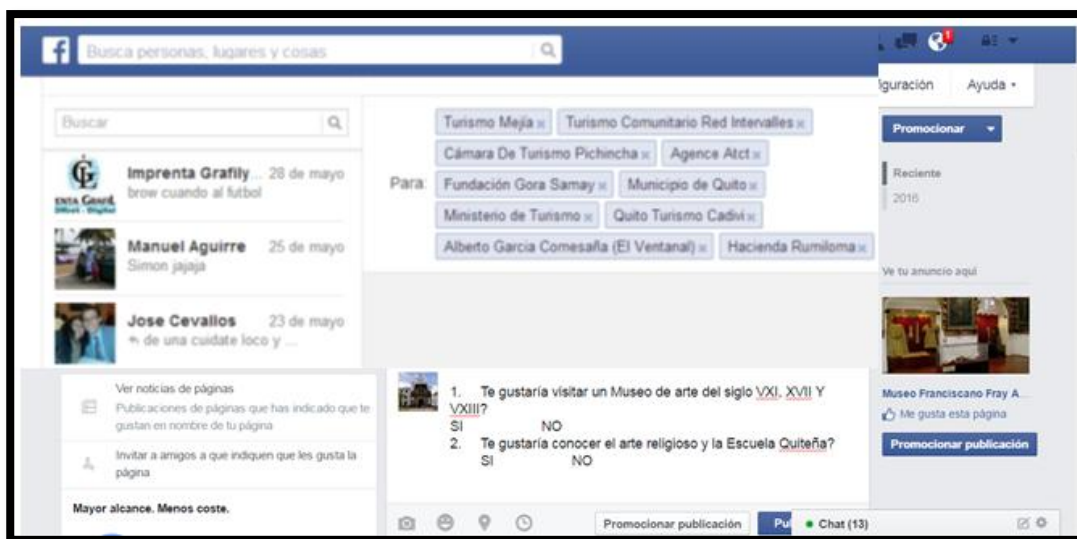 f Busca personas, lugares y cosas
1
iguración Ayuda
Buscar
Turismo Mejía x Turismo Comunitario Red Intervalles x
Promocionar
Cámara De Turismo Pichincha x Agence Atct x
GL
Imprenta Grafily... 28 de mayo
brow cuando al futbol
Para: Fundación Gora Samay x Municipio de Quito x
Reciente
2016
Ministerio de Turismo x Quito Turismo Cadivi x
Manuel Aguirre 25 de mayo
Simon jajaja
Alberto Garcia Comesaña (El Ventanal) x Hacienda Rumiloma x
Ve tu anuncio aquí
Jose Cevallos 23 de mayo
de una cuidate loco y ...
Ver noticias de páginas
Publicaciones de páginas que has indicado que te
gustan en nombre de tu página
Invitar a amigos a que indiquen que les gusta la
página
Mayor alcance. Menos coste.
1. Te gustaría visitar un Museo de arte del siglo VXI, XVII Y
VXIII?
SI NO
2. Te gustaría conocer el arte religioso y la Escuela Quiteña?
SI NO
Museo Franciscano Fray A...
Me gusta esta página
Promocionar publicación
Promocionar publicación Pul Chat (13)